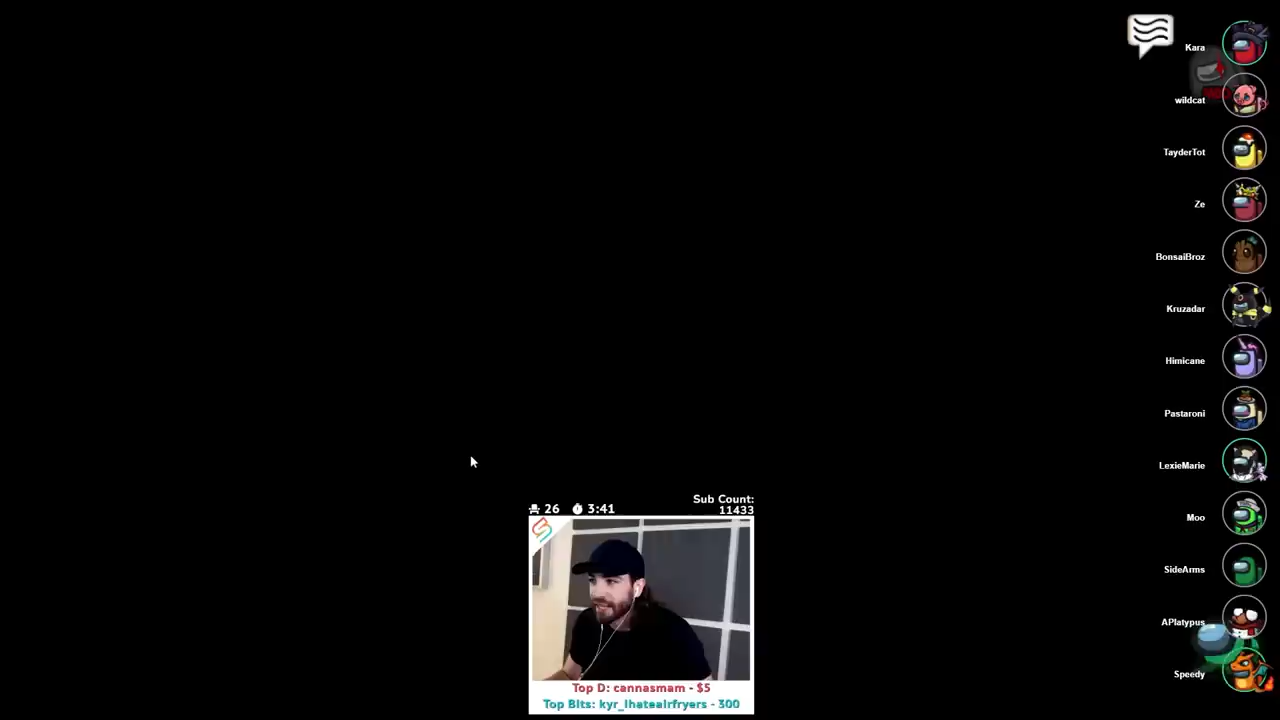 Kara
wildcat
TayderTot
Ze
BonsaiBroz
Kruzadar
Himicane
Pastaroni
LexieMarie
Moo
SideArms
APlatypus
Speedy
Sub Count:
26 3:41 11433
Top D: cannasmam - $5
Top Bits: kyr_ihateairfryers - 300